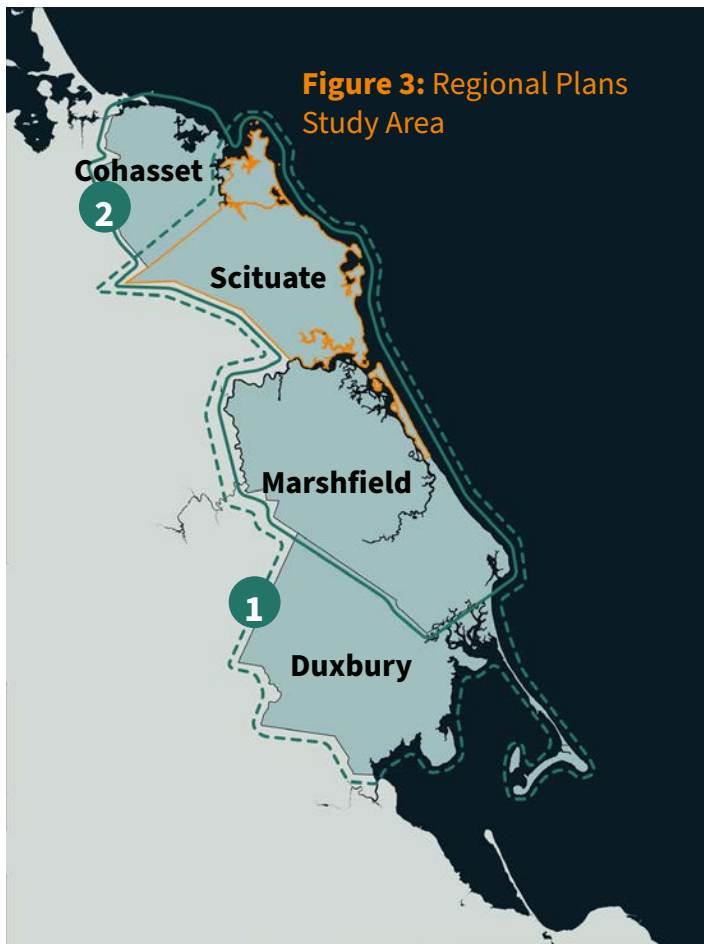 Figure 3: Regional Plans
Study Area
Cohasset
2
Scituate
Marshfield
1
Duxbury